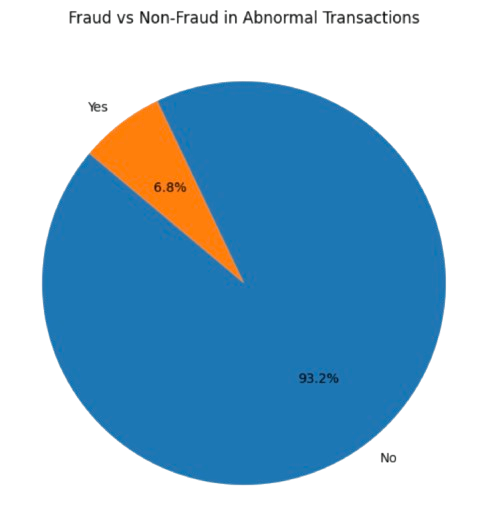 Fraud vs Non-Fraud in Abnormal Transactions
Yes
6.8%
93.2%
No